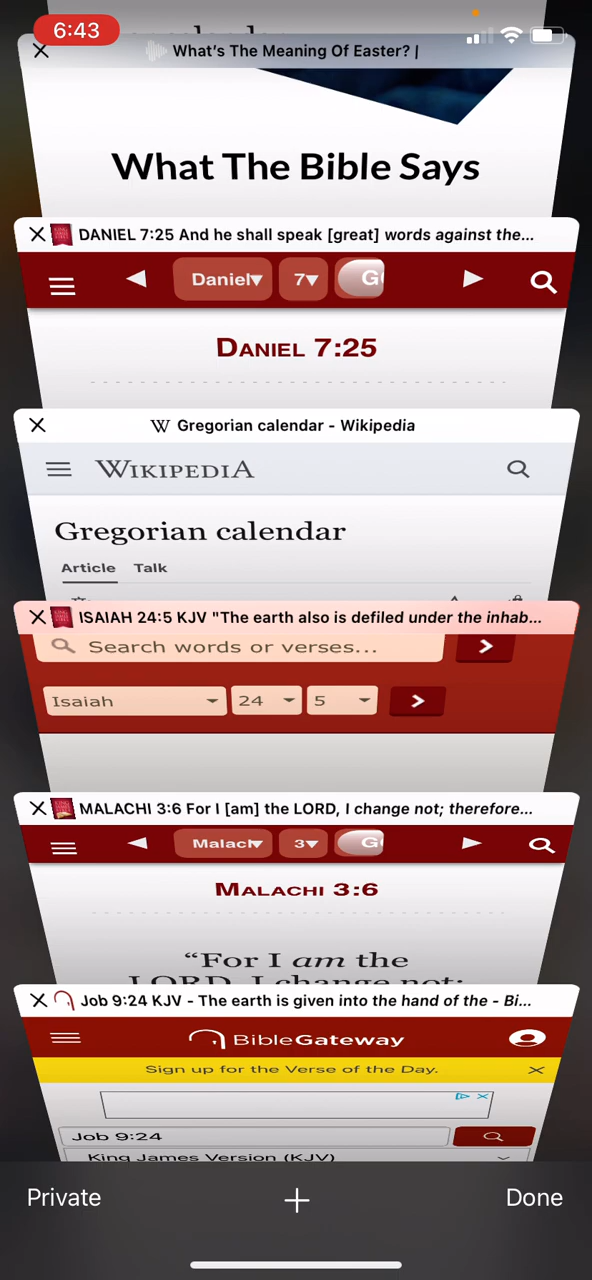 6:43
What's The Meaning Of Easter? |
What The Bible Says
DANIEL 7:25 And he shall speak [great] words against the...
Daniel 7
DANIEL 7:25
Gregorian calendar - Wikipedia
WIKIPEDIA
Gregorian calendar
Article Talk
ISAIAH 24:5 KJV "The earth also is defiled under the inhab...
Search words or verses...
Isaiah 24 5
MALACHI 3:6 For I [am] the LORD, I change not; therefore...
3
MALACHI 3:6
“For I am the
LORD, I change not;
Job 9:24 KJV - The earth is given into the hand of the - Bi...
BibleGateway
Sign up for the Verse of the Day.
Job 9:24
King James Version (KJV)
Private + Done